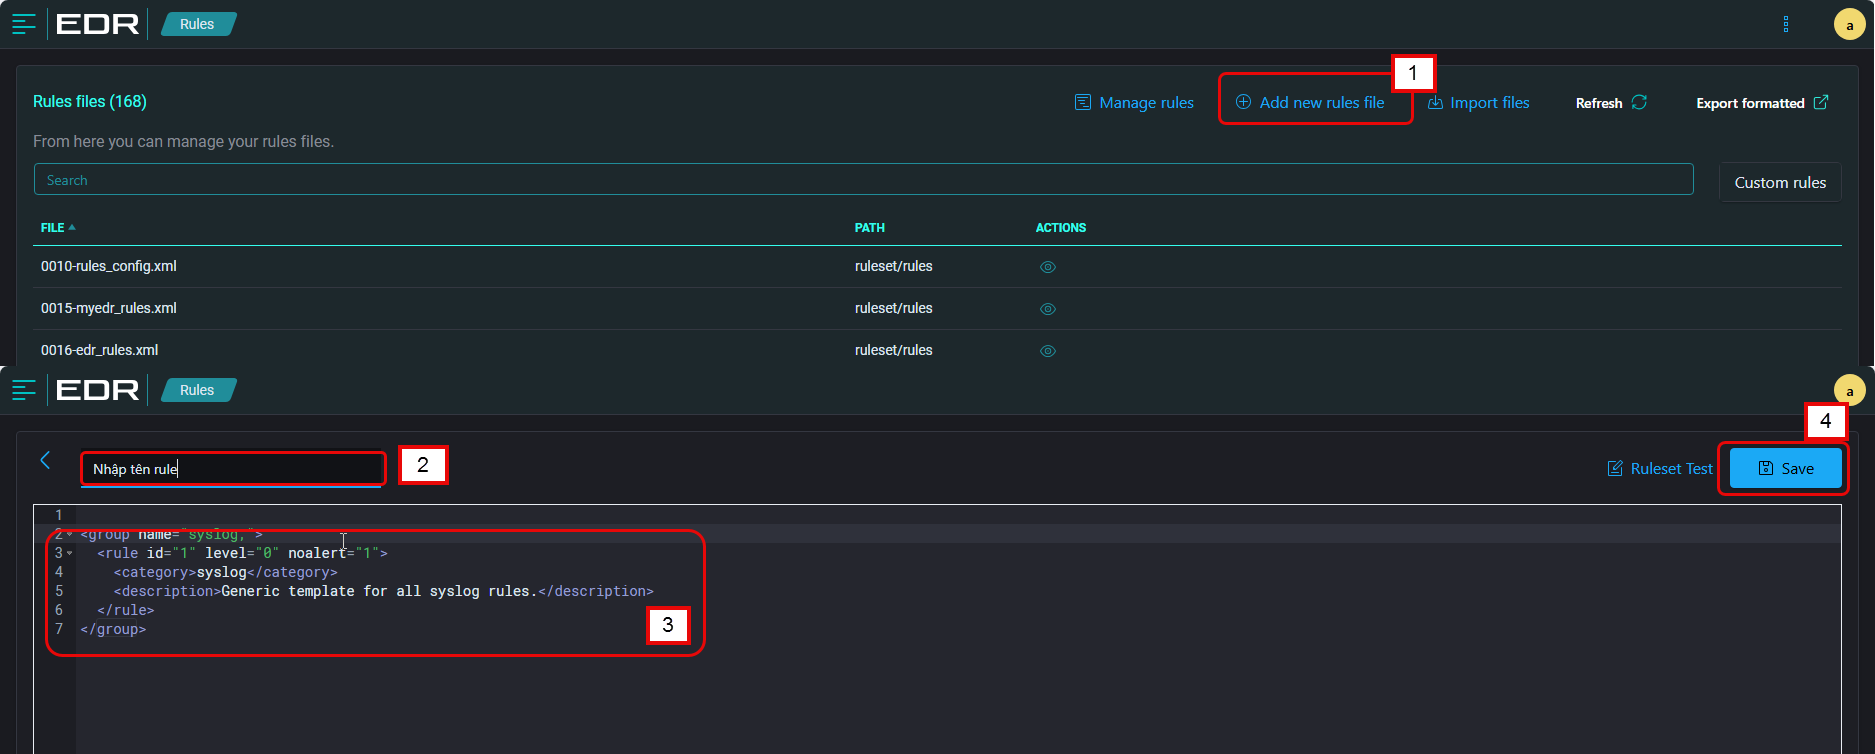 EDR Rules
a
1
Rules files (168) Manage rules Add new rules file Import files Refresh Export formatted
From here you can manage your rules files.
Search Custom rules
FILE PATH ACTIONS
0010-rules_config.xml ruleset/rules
0015-myedr_rules.xml ruleset/rules
0016-edr_rules.xml ruleset/rules
EDR Rules
a
4
Nhập tên rule 2 Ruleset Test Save
1
2 <group name="syslog,">
3 <rule id="1" level="0" noalert="1">
4 <category>syslog</category>
5 <description>Generic template for all syslog rules.</description>
6 </rule>
3
7 </group>